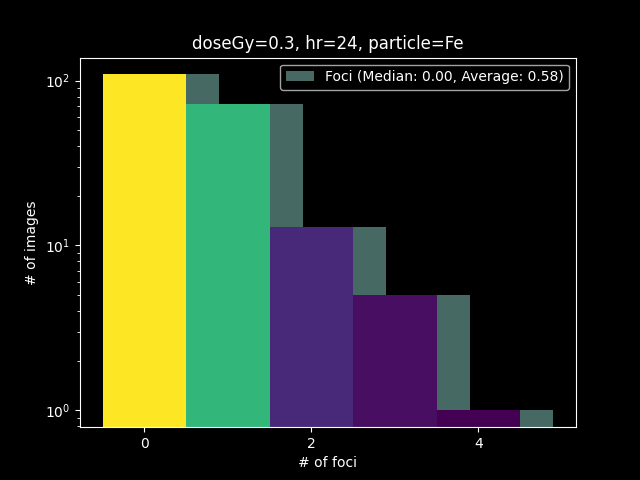 doseGy=0.3, hr=24, particle=Fe
Foci (Median: 0.00, Average: 0.58)
# of images
10²
10¹
10⁰
0 2 4
# of foci